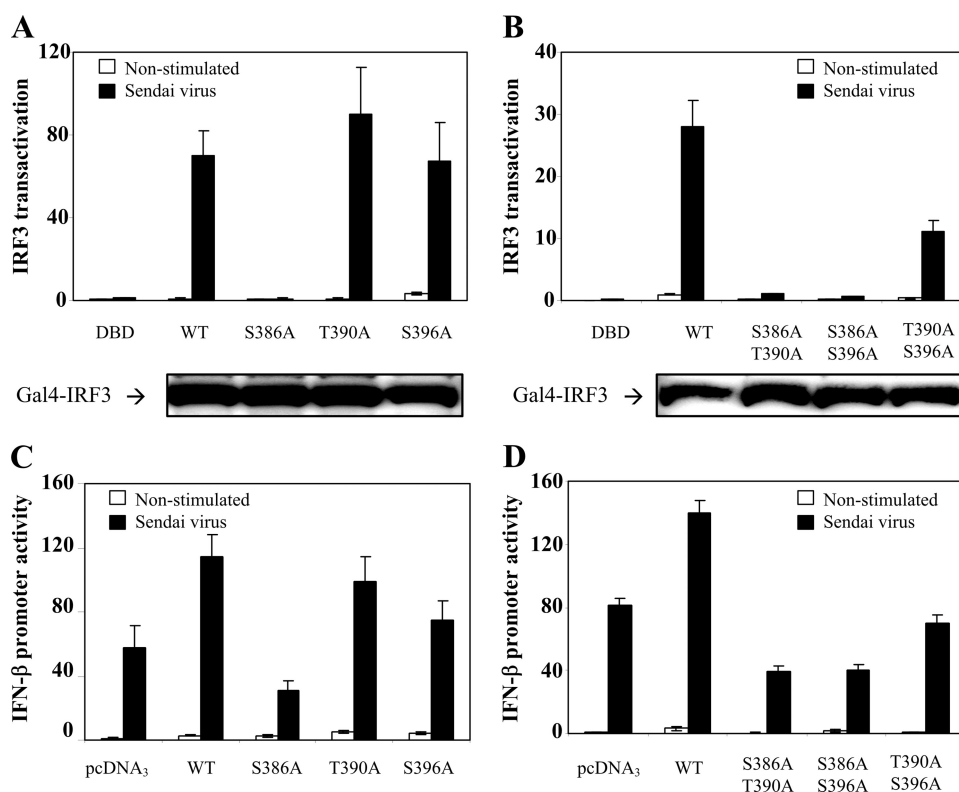 A
IRF3 transactivation
120
80
40
0
Non-stimulated
Sendai virus
DBD WT S386A T390A S396A
Gal4-IRF3 →
B
IRF3 transactivation
40
30
20
10
0
Non-stimulated
Sendai virus
DBD WT S386A S386A T390A
T390A S396A S396A
Gal4-IRF3 →
C
IFN-β promoter activity
160
120
80
40
0
Non-stimulated
Sendai virus
pcDNA3 WT S386A T390A S396A
D
IFN-β promoter activity
160
120
80
40
0
Non-stimulated
Sendai virus
pcDNA3 WT S386A S386A T390A
T390A S396A S396A